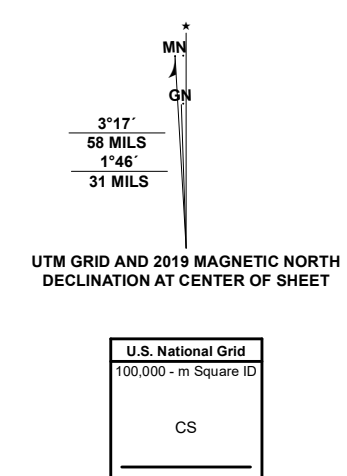 MN
GN
3°17´
58 MILS
1°46´
31 MILS
UTM GRID AND 2019 MAGNETIC NORTH
DECLINATION AT CENTER OF SHEET
U.S. National Grid
100,000 - m Square ID
CS